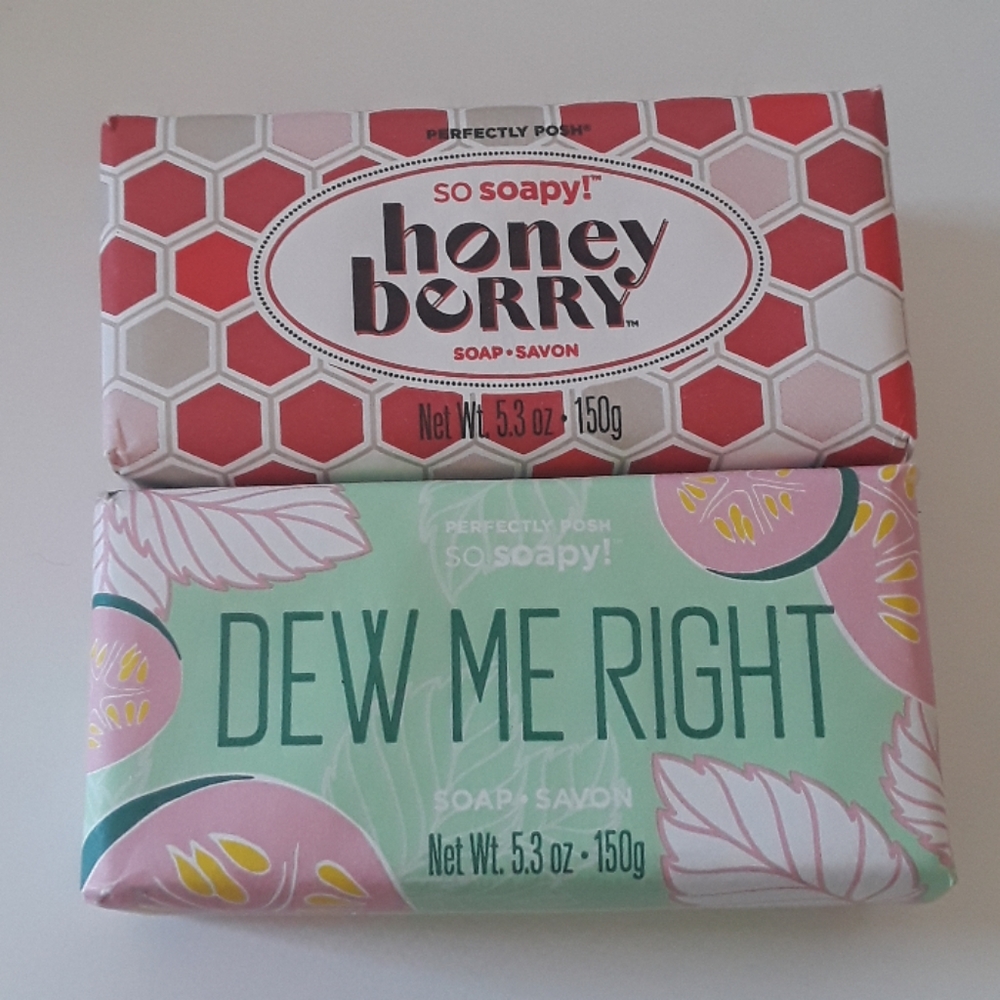 PERFECTLY POSH®
SO soapy!™
honey
berry™
SOAP • SAVON
Net Wt. 5.3 oz • 150g
PERFECTLY POSH
SO soapy!™
DEW ME RIGHT
SOAP • SAVON
Net Wt. 5.3 oz • 150g